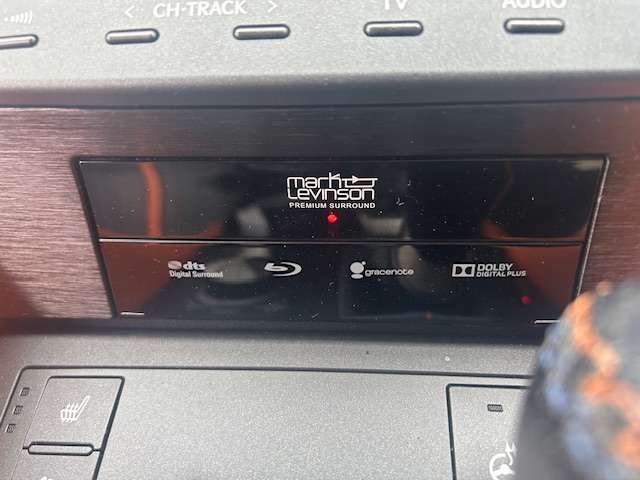 < CH-TRACK >
TV
AUDIO
mark
Levinson
PREMIUM SURROUND
dts
Digital Surround
gracenote
DOLBY
DIGITAL PLUS